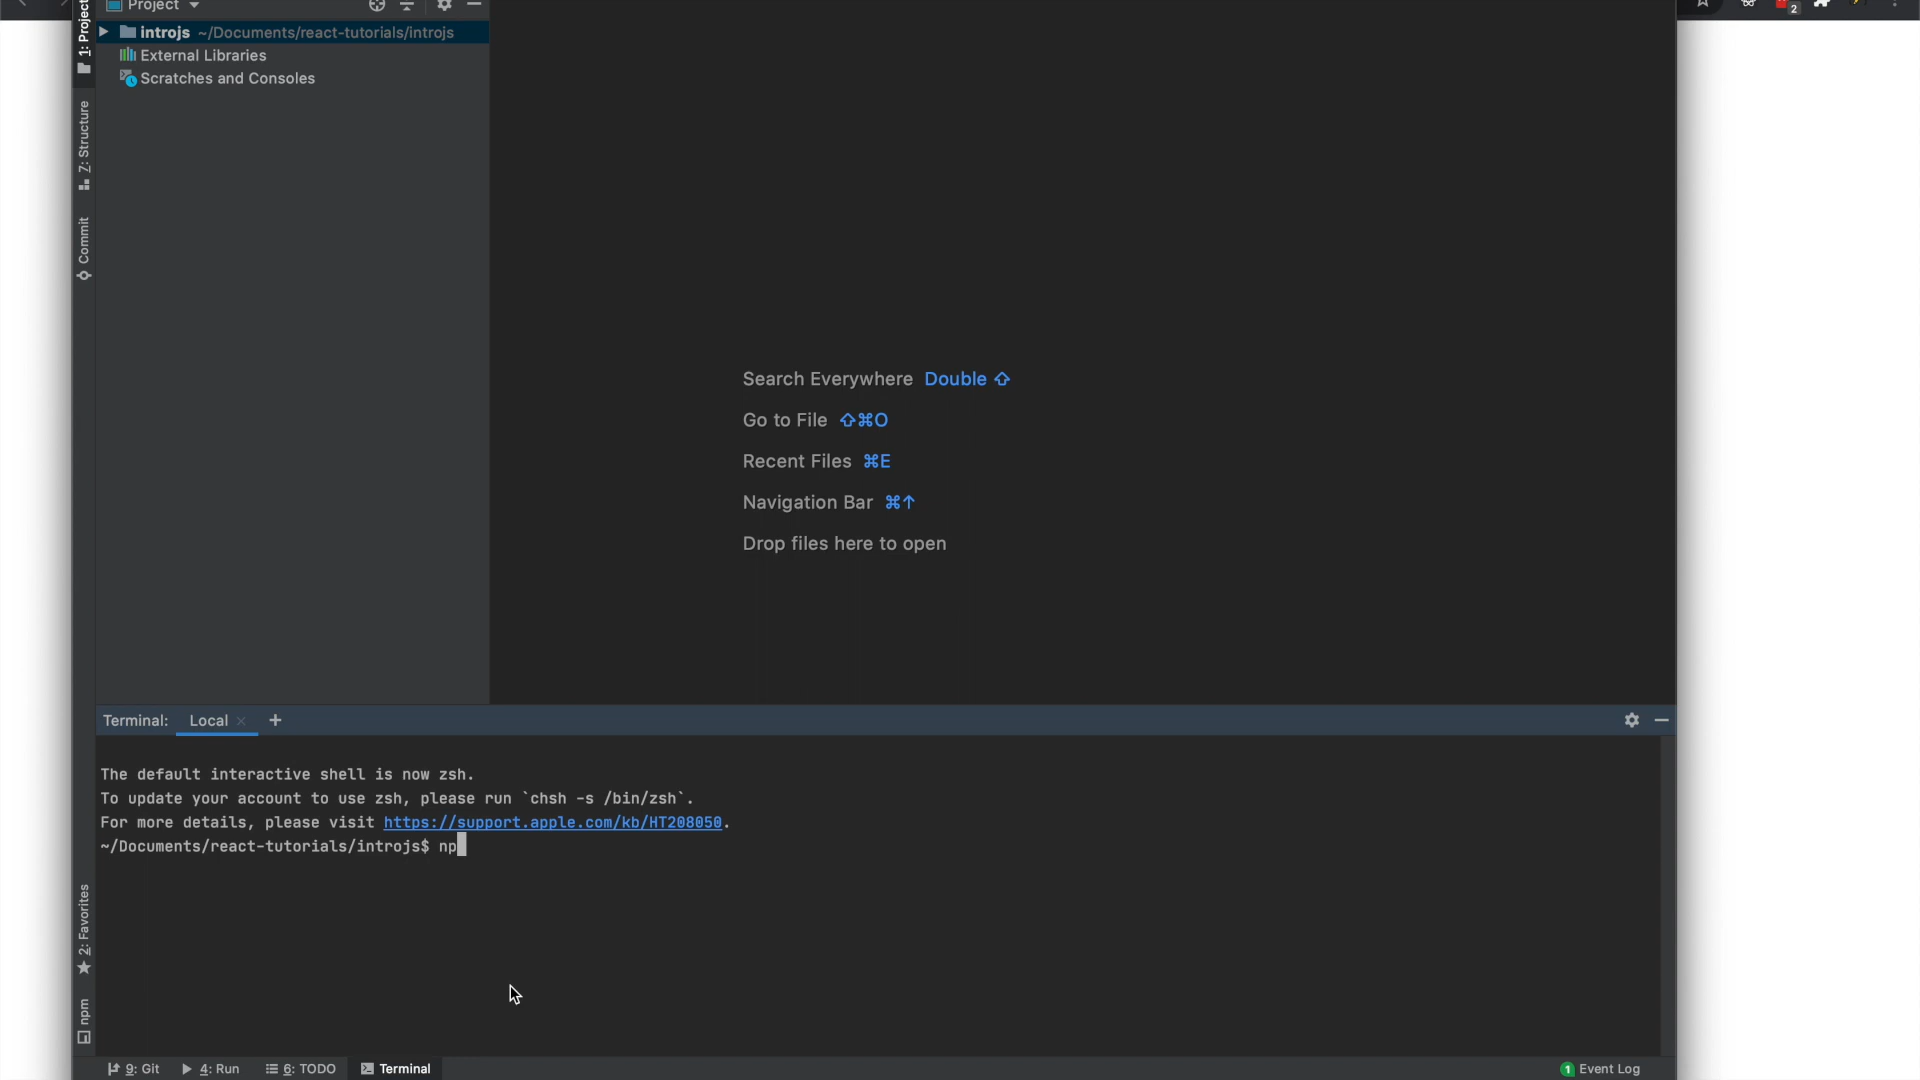 Project
2
1: Project
introjs ~/Documents/react-tutorials/introjs
External Libraries
Scratches and Consoles
Z: Structure
Commit
Search Everywhere Double ⇧
Go to File ⇧⌘O
Recent Files ⌘E
Navigation Bar ⌘↑
Drop files here to open
Terminal: Local × +
The default interactive shell is now zsh.
To update your account to use zsh, please run `chsh -s /bin/zsh`.
For more details, please visit https://support.apple.com/kb/HT208050.
~/Documents/react-tutorials/introjs$ np
2: Favorites
npm
9: Git 4: Run 6: TODO Terminal 1 Event Log